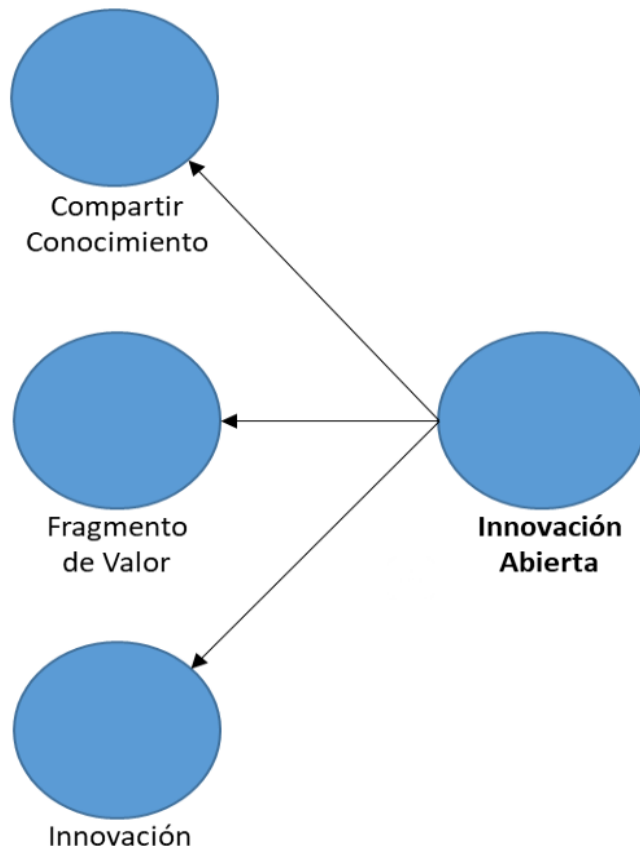 Compartir
Conocimiento
Fragmento
de Valor
Innovación
Abierta
Innovación